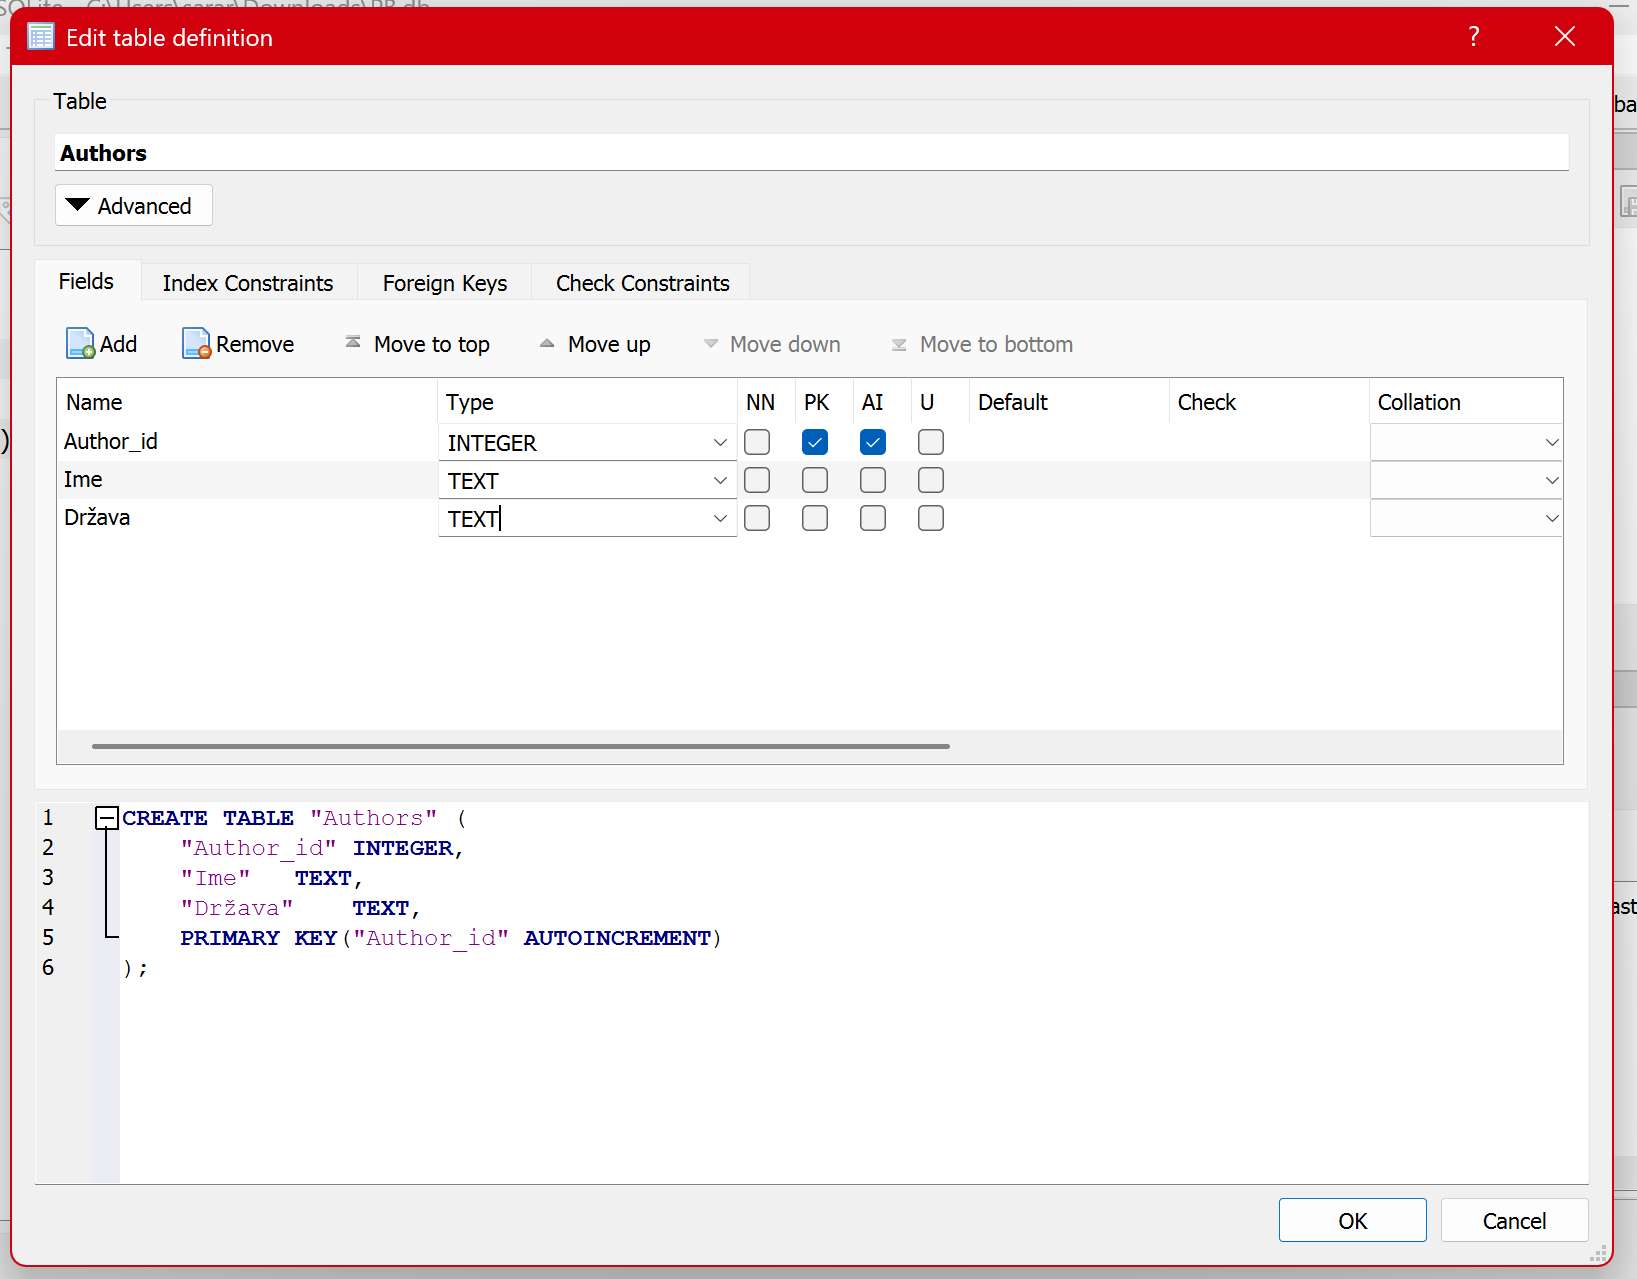 Edit table definition ?
Table
Authors
Advanced
Fields Index Constraints Foreign Keys Check Constraints
Add Remove Move to top Move up Move down Move to bottom
Name Type NN PK AI U Default Check Collation
Author_id INTEGER
Ime TEXT
Država TEXT
1 CREATE TABLE "Authors" (
2 "Author_id" INTEGER,
3 "Ime" TEXT,
4 "Država" TEXT,
5 PRIMARY KEY("Author_id" AUTOINCREMENT)
6 );
OK Cancel